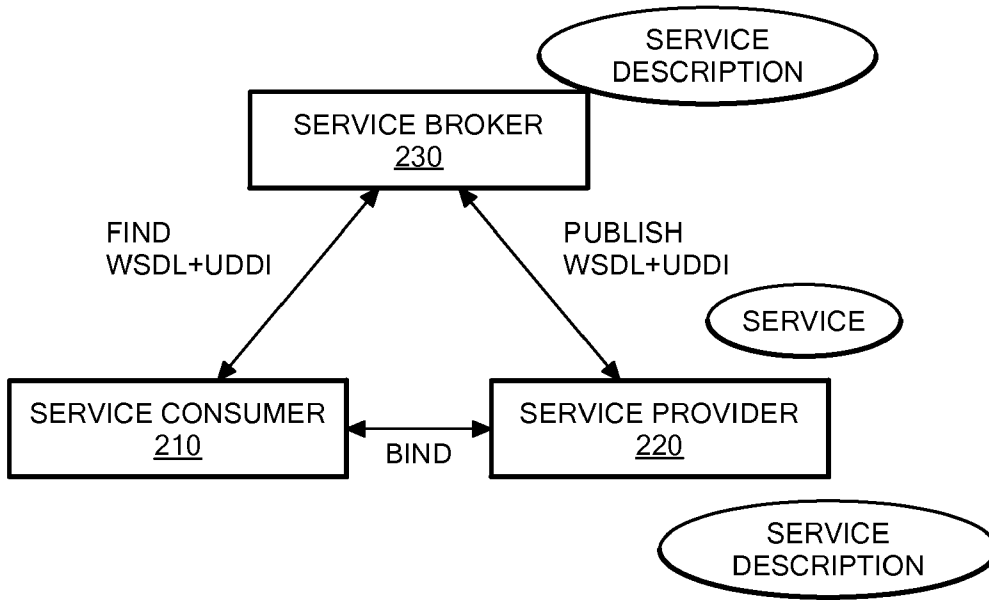 SERVICE
DESCRIPTION
SERVICE BROKER
230
FIND
WSDL+UDDI
PUBLISH
WSDL+UDDI
SERVICE
SERVICE CONSUMER
210
BIND
SERVICE PROVIDER
220
SERVICE
DESCRIPTION